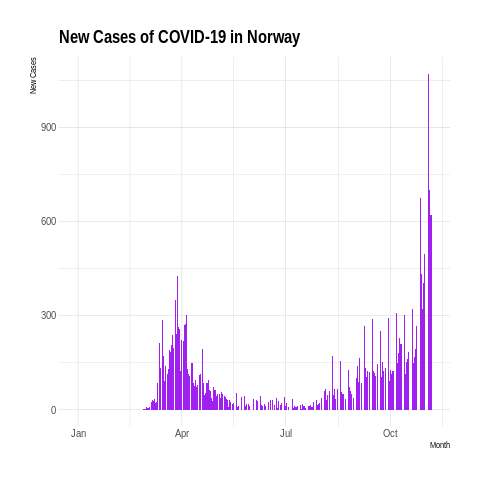 New Cases of COVID-19 in Norway
New Cases
900
600
300
0
Jan Apr Jul Oct
Month